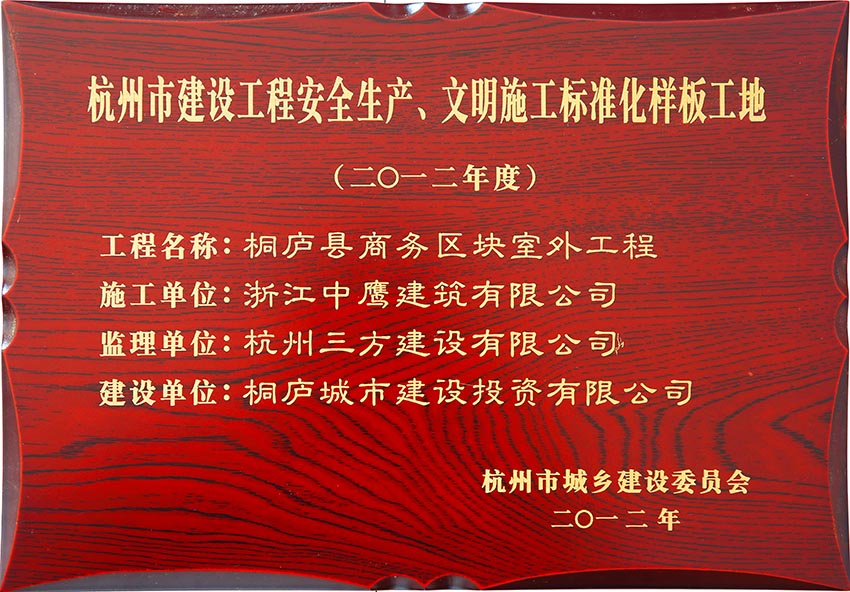 杭州市建设工程安全生产、文明施工标准化样板工地
（二〇一二年度）
工程名称：桐庐县商务区块室外工程
施工单位：浙江中鹰建筑有限公司
监理单位：杭州三方建设有限公司
建设单位：桐庐城市建设投资有限公司
杭州市城乡建设委员会
二〇一二年